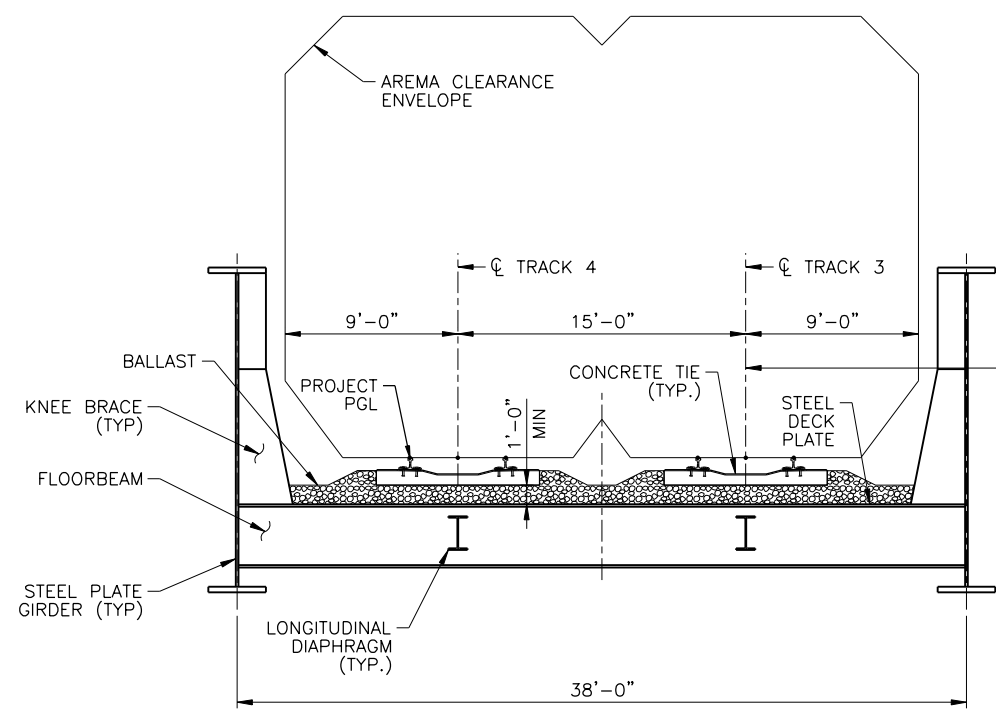 AREMA CLEARANCE
ENVELOPE
℄ TRACK 4
℄ TRACK 3
9'-0"
15'-0"
9'-0"
BALLAST
PROJECT
PGL
CONCRETE TIE
(TYP.)
1'-0"
MIN
STEEL
DECK
PLATE
KNEE BRACE
(TYP)
FLOORBEAM
STEEL PLATE
GIRDER (TYP)
LONGITUDINAL
DIAPHRAGM
(TYP.)
38'-0"